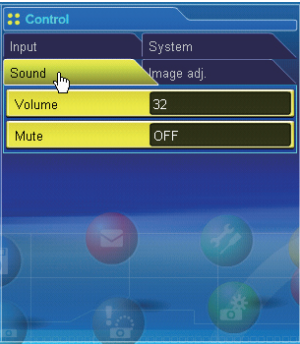 Control
Input System
Sound Image adj.
Volume 32
Mute OFF